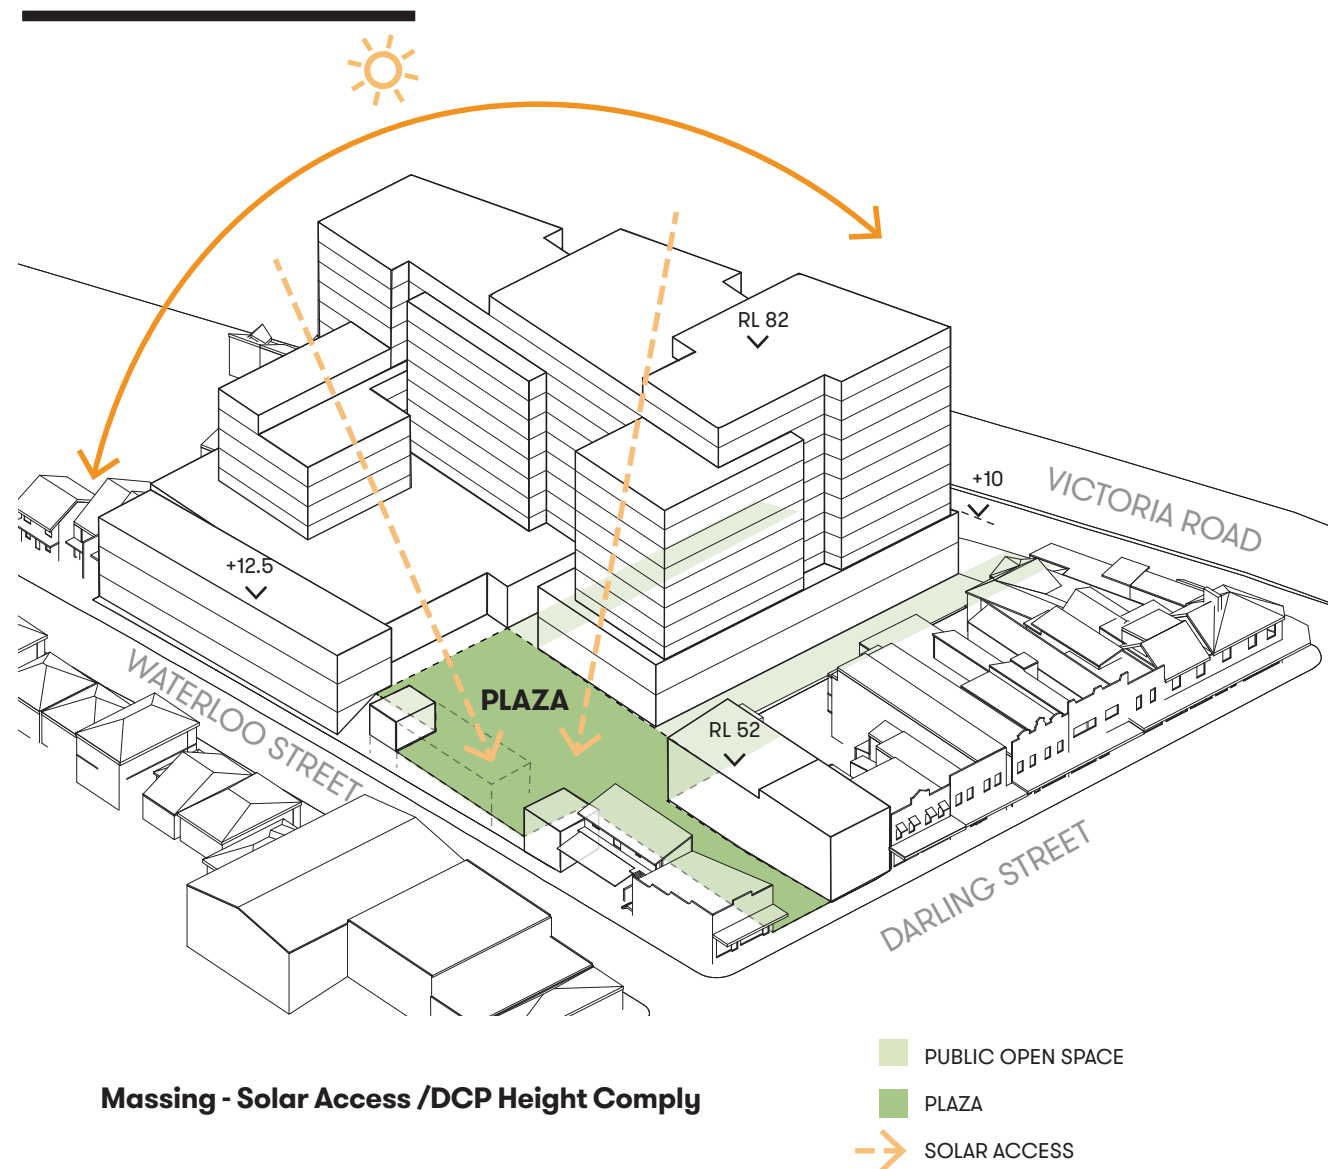 RL 82
+10
VICTORIA ROAD
+12.5
PLAZA
WATERLOO STREET
RL 52
DARLING STREET
PUBLIC OPEN SPACE
Massing - Solar Access /DCP Height Comply
PLAZA
SOLAR ACCESS